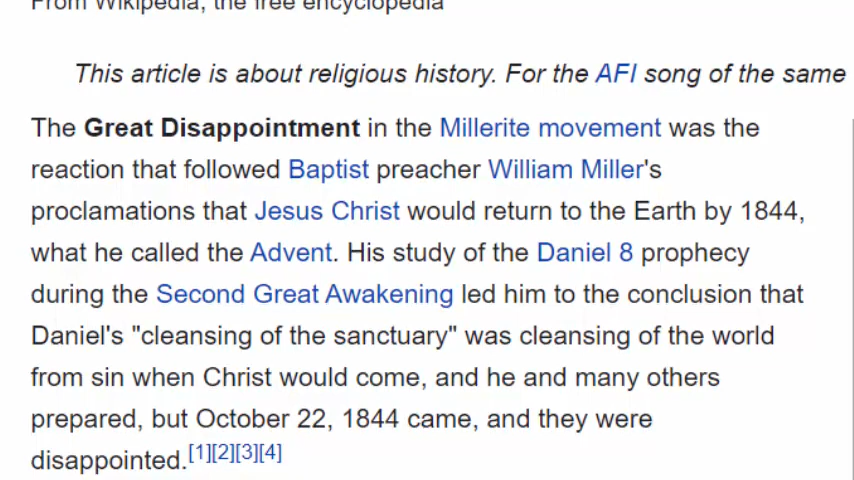 From Wikipedia, the free encyclopedia
This article is about religious history. For the AFI song of the same
The Great Disappointment in the Millerite movement was the
reaction that followed Baptist preacher William Miller's
proclamations that Jesus Christ would return to the Earth by 1844,
what he called the Advent. His study of the Daniel 8 prophecy
during the Second Great Awakening led him to the conclusion that
Daniel's "cleansing of the sanctuary" was cleansing of the world
from sin when Christ would come, and he and many others
prepared, but October 22, 1844 came, and they were
disappointed.[1][2][3][4]